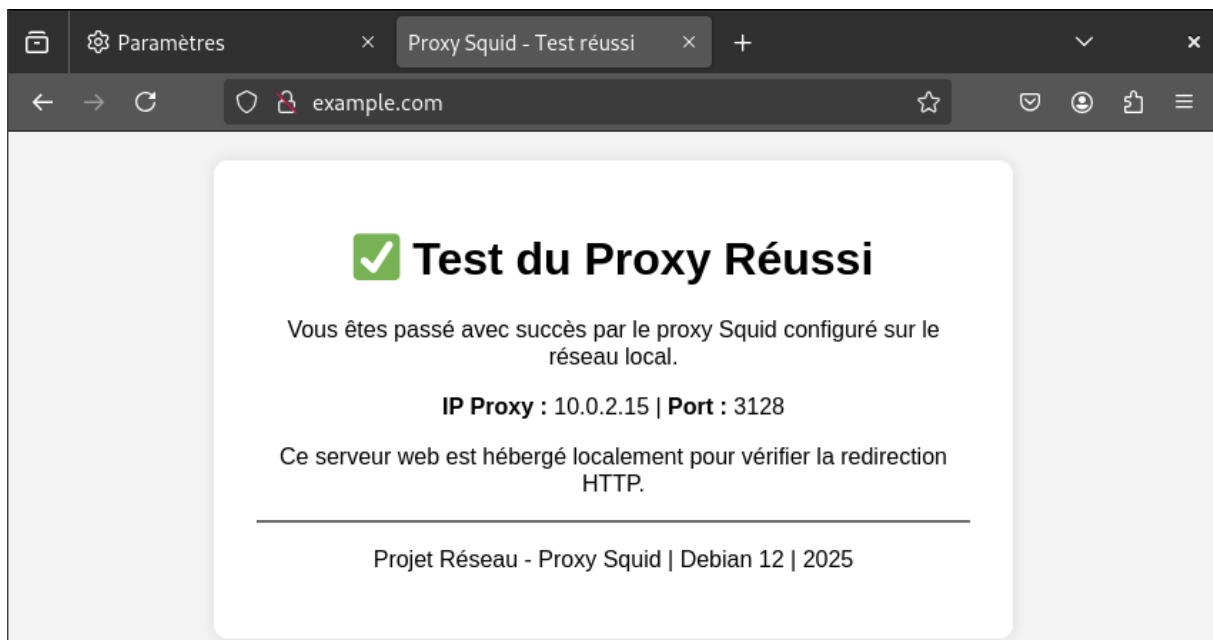 Paramètres
Proxy Squid - Test réussi
example.com
Test du Proxy Réussi
Vous êtes passé avec succès par le proxy Squid configuré sur le
réseau local.
IP Proxy : 10.0.2.15 | Port : 3128
Ce serveur web est hébergé localement pour vérifier la redirection
HTTP.
Projet Réseau - Proxy Squid | Debian 12 | 2025